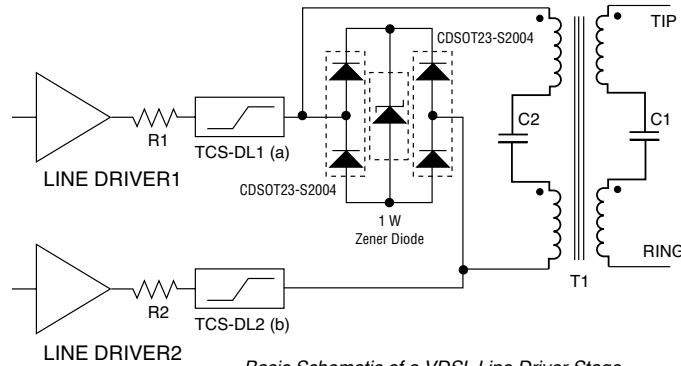 CDSOT23-S2004
TIP
R1
TCS-DL1 (a)
LINE DRIVER1
CDSOT23-S2004
1 W
Zener Diode
C2
C1
R2
TCS-DL2 (b)
LINE DRIVER2
T1
RING
Basic Schematic of a VDSL Line Driver Stage